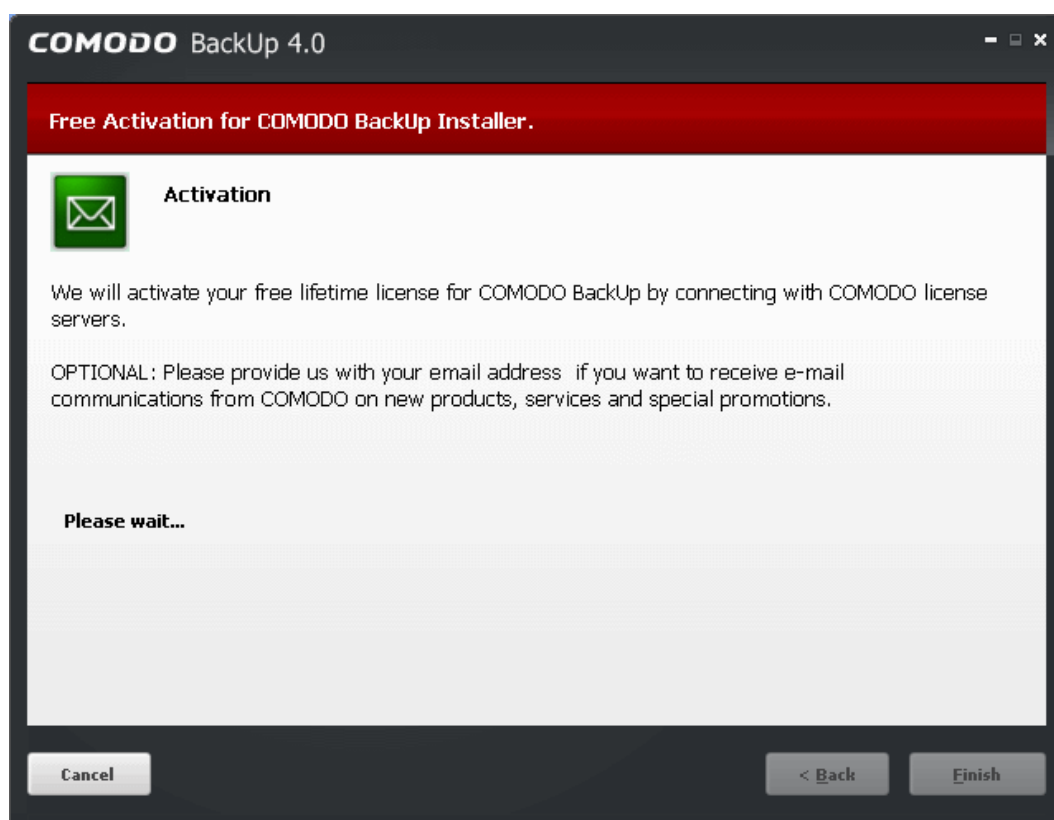 COMODO BackUp 4.0
Free Activation for COMODO BackUp Installer.
Activation
We will activate your free lifetime license for COMODO BackUp by connecting with COMODO license
servers.
OPTIONAL: Please provide us with your email address  if you want to receive e-mail
communications from COMODO on new products, services and special promotions.
Please wait...
Cancel
< Back
Finish